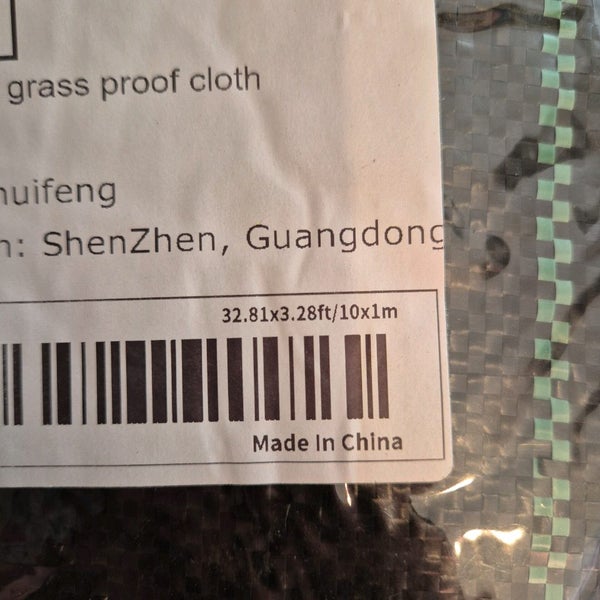 grass proof cloth
huifeng
n: ShenZhen, Guangdong
32.81x3.28ft/10x1m
Made In China